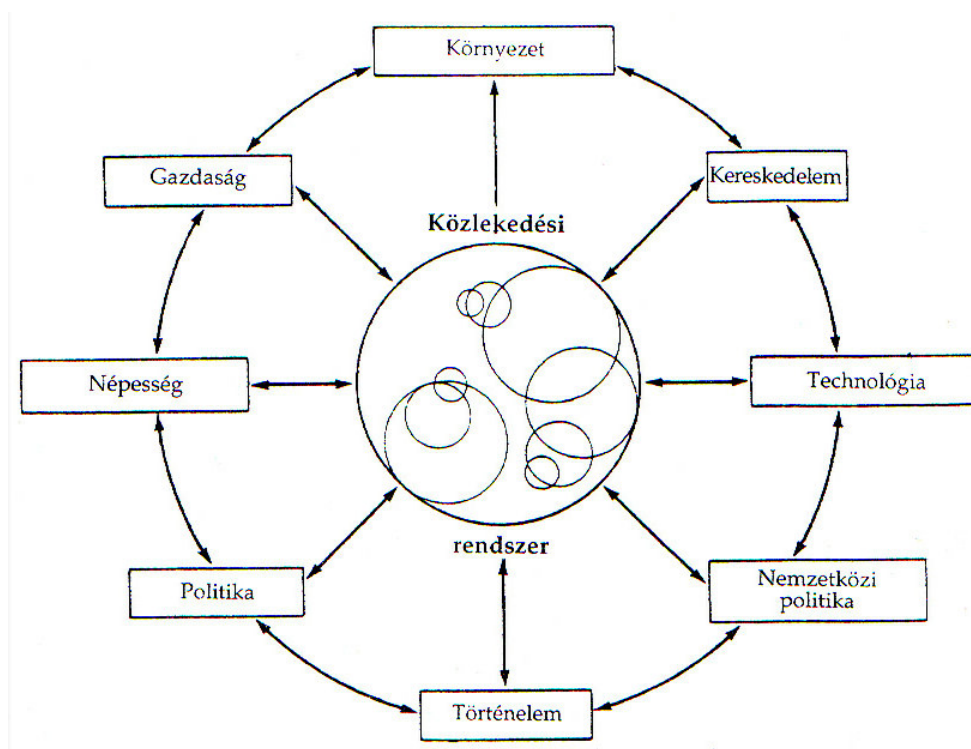 Környezet
Gazdaság
Kereskedelem
Közlekedési
Népesség
Technológia
rendszer
Politika
Nemzetközi
politika
Történelem